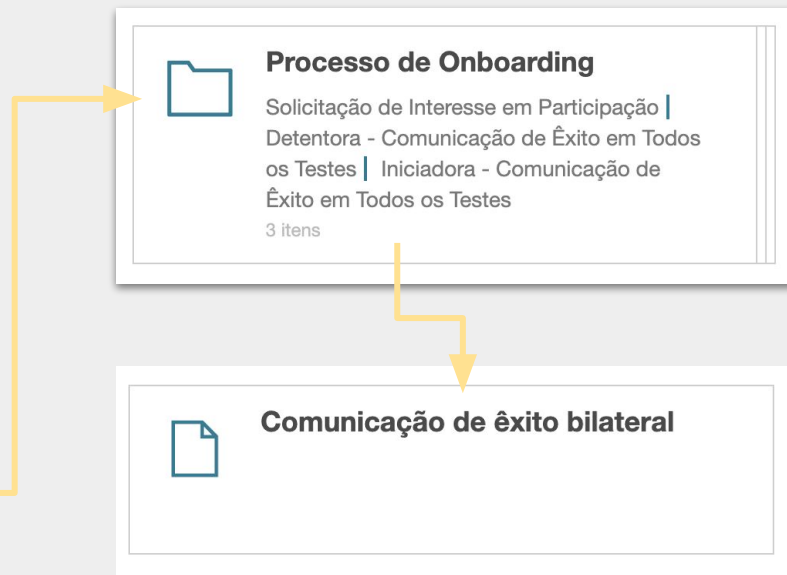 Processo de Onboarding
Solicitação de Interesse em Participação |
Detentora - Comunicação de Êxito em Todos
os Testes | Iniciadora - Comunicação de
Êxito em Todos os Testes
3 itens
Comunicação de êxito bilateral